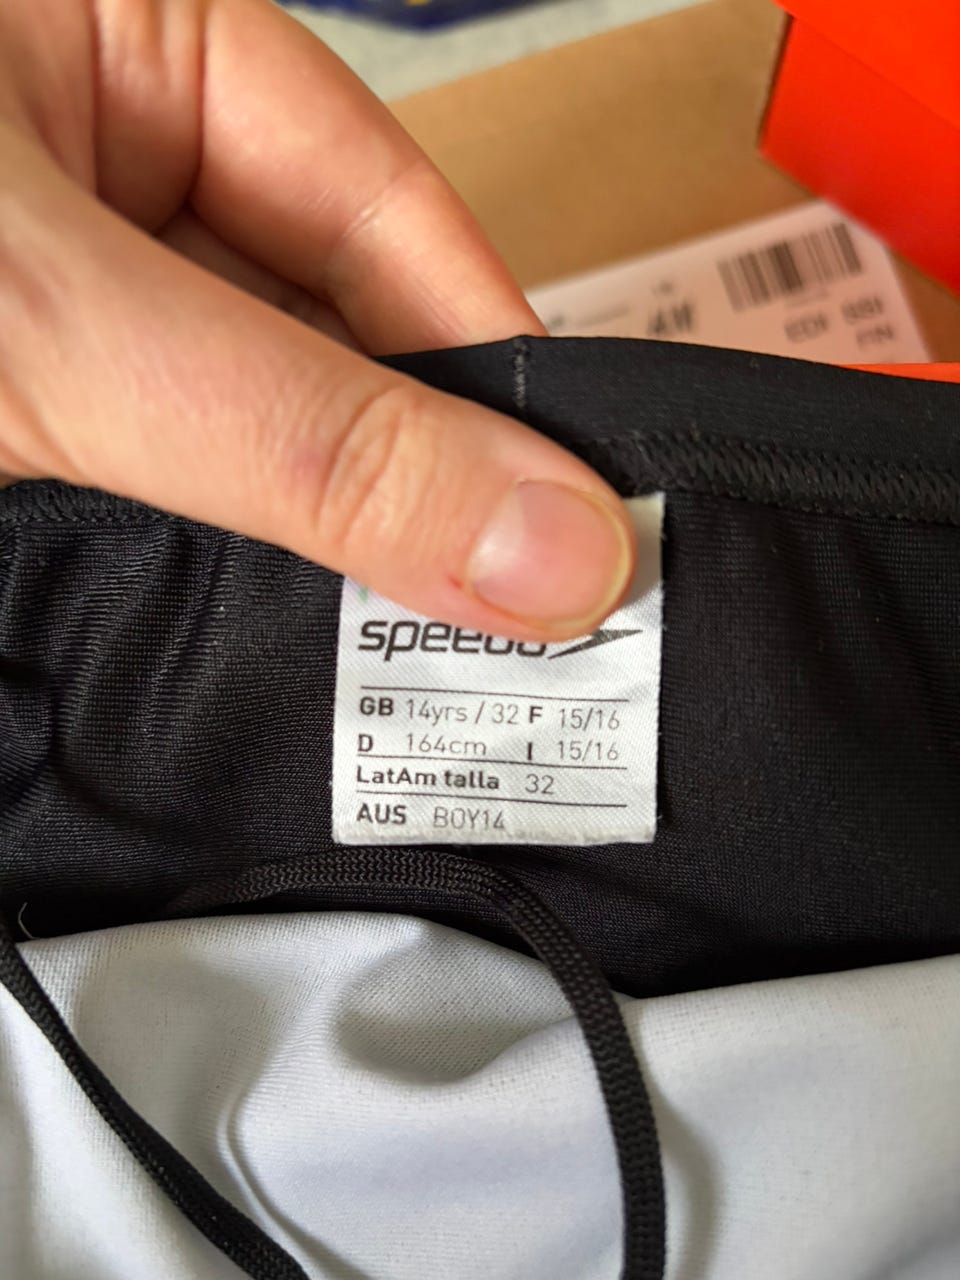 speedo
GB 14yrs / 32 F 15/16
D 164cm I 15/16
LatAm talla 32
AUS BOY14